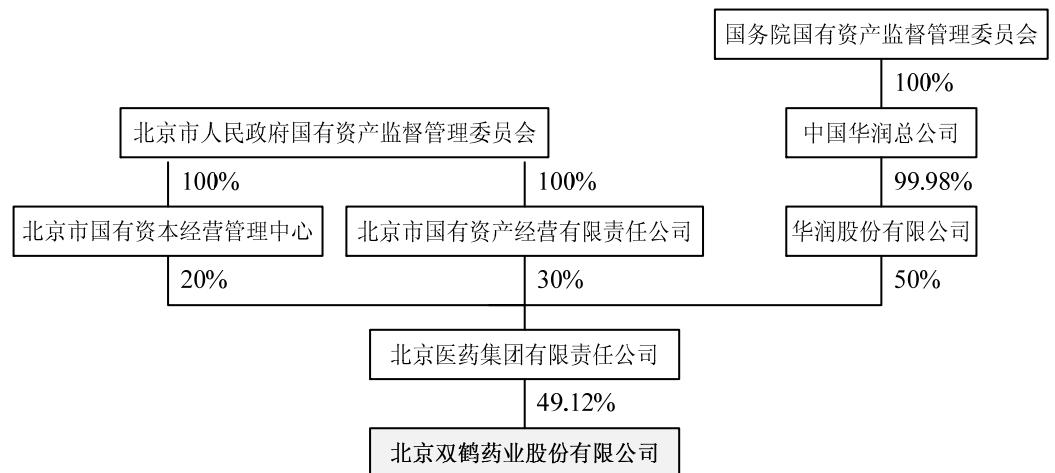 国务院国有资产监督管理委员会
100%
北京市人民政府国有资产监督管理委员会
中国华润总公司
100%
100%
99.98%
北京市国有资本经营管理中心
北京市国有资产经营有限责任公司
华润股份有限公司
20%
30%
50%
北京医药集团有限责任公司
49.12%
北京双鹤药业股份有限公司